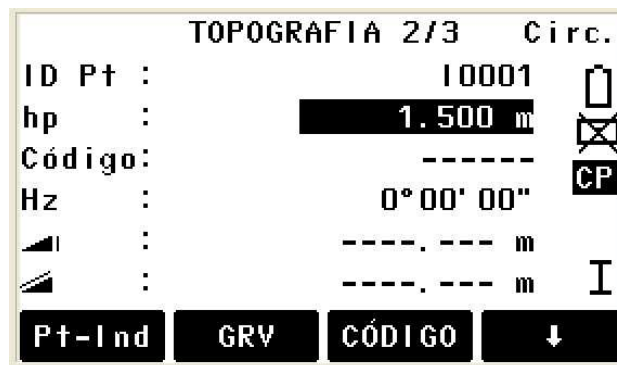 TOPOGRAFIA 2/3 Circ.
ID Pt : I0001
hp : 1.500 m
Código: ------
Hz : 0°00'00"
: ----.--- m
: ----.--- m
CP
I
Pt-Ind GRV CÓDIGO ↓